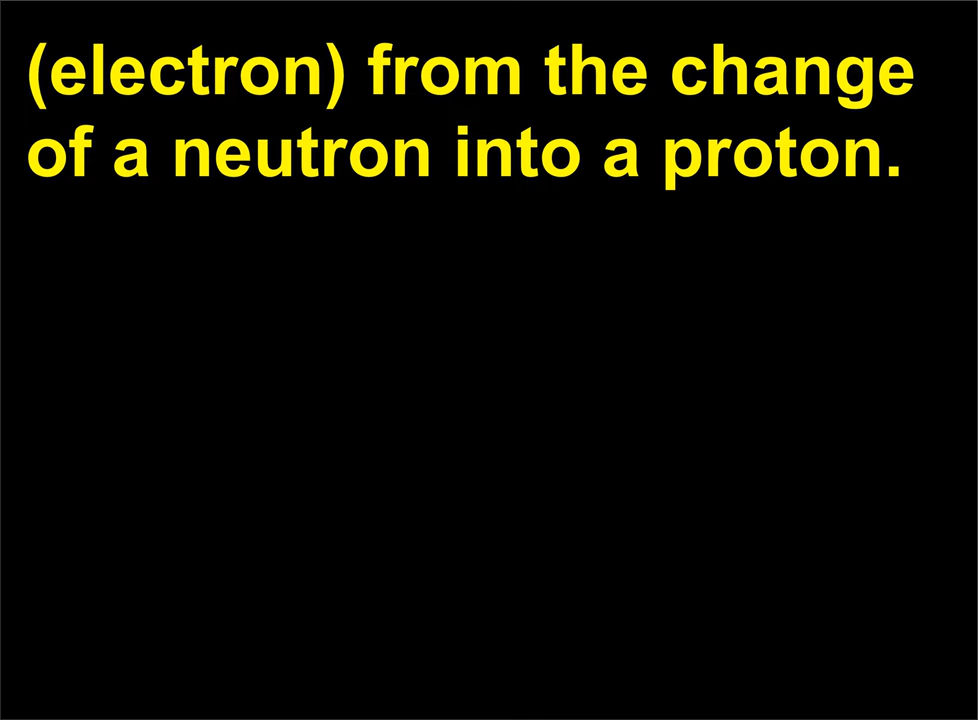 (electron) from the change
of a neutron into a proton.